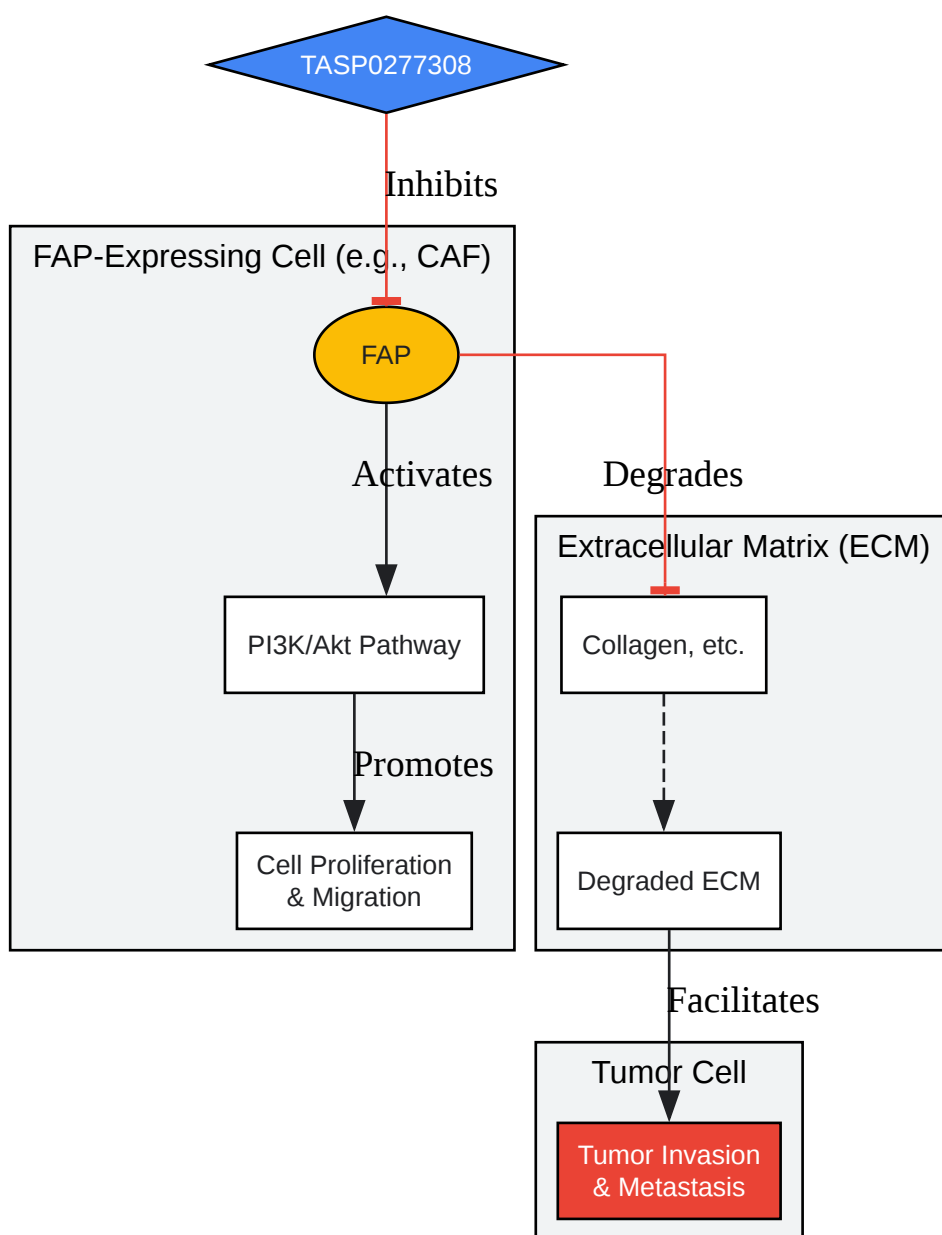 TASP0277308
Inhibits
FAP-Expressing Cell (e.g., CAF)
FAP
Activates
Degrades
Extracellular Matrix (ECM)
PI3K/Akt Pathway
Collagen, etc.
Promotes
Cell Proliferation
& Migration
Degraded ECM
Facilitates
Tumor Cell
Tumor Invasion
& Metastasis